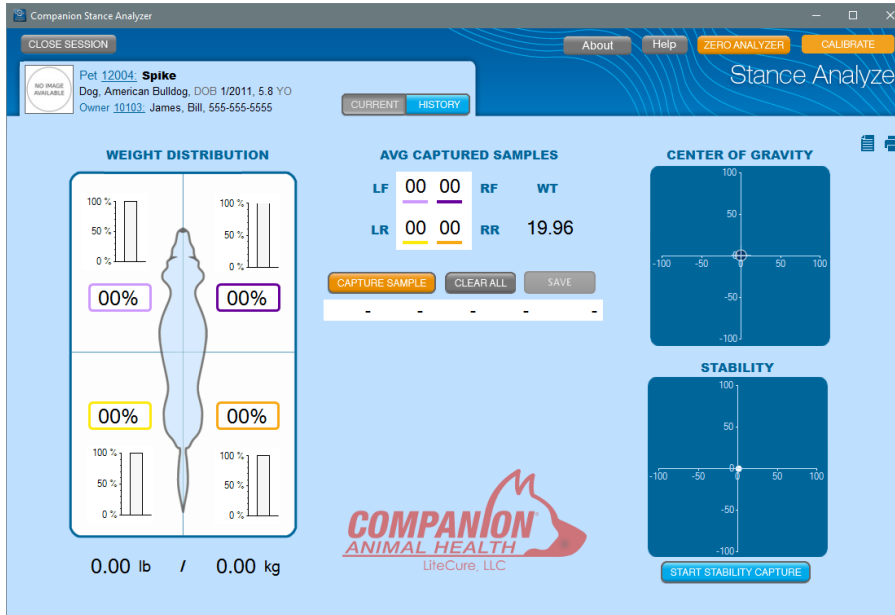 Companion Stance Analyzer
CLOSE SESSION
About Help ZERO ANALYZER CALIBRATE
Stance Analyze
NO IMAGE
AVAILABLE
Pet 12004: Spike
Dog, American Bulldog, DOB 1/2011, 5.8 YO
Owner 10103: James, Bill, 555-555-5555
CURRENT HISTORY
WEIGHT DISTRIBUTION
100 %
50 %
0 %
100 %
50 %
0 %
00% 00%
00% 00%
100 %
50 %
0 %
100 %
50 %
0 %
0.00 lb / 0.00 kg
AVG CAPTURED SAMPLES
LF 00 00 RF WT
LR 00 00 RR 19.96
CAPTURE SAMPLE CLEAR ALL SAVE
- - - - -
COMPANION
ANIMAL HEALTH
LiteCure, LLC
CENTER OF GRAVITY
100
50
-100 -50 0 50 100
-50
-100
STABILITY
100
50
0
-100 -50 50 100
-50
-100
START STABILITY CAPTURE